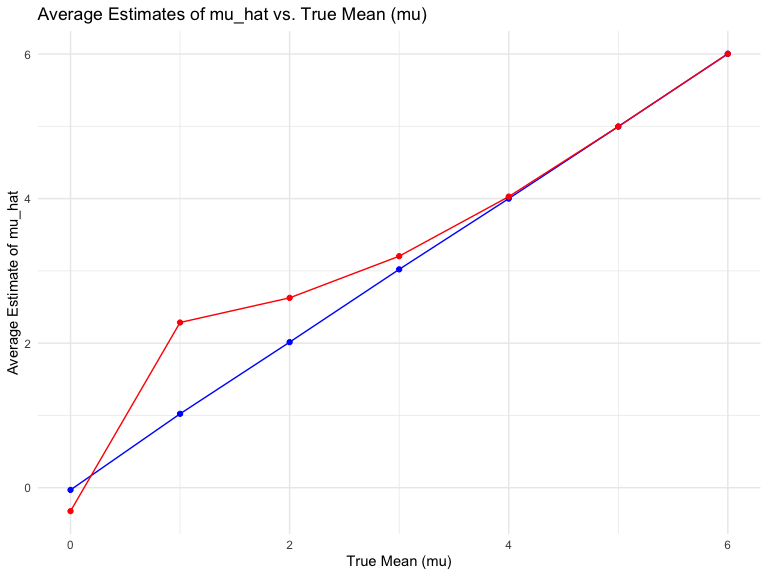 Average Estimates of mu_hat vs. True Mean (mu)
Average Estimate of mu_hat
6
4
2
0
0 2 4 6
True Mean (mu)